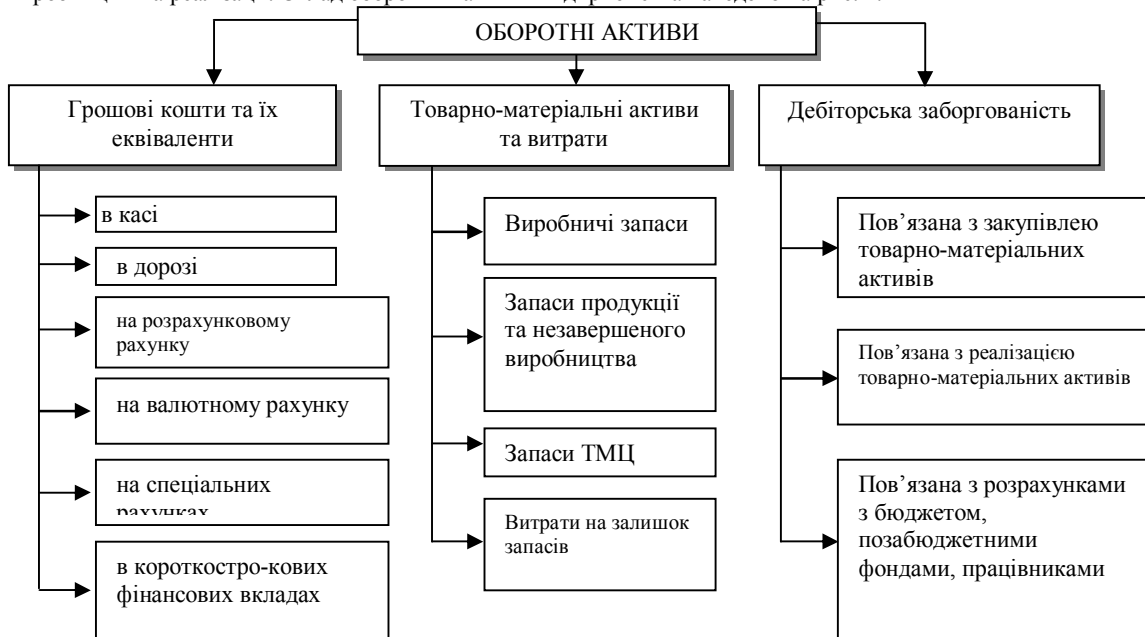 ОБОРОТНІ АКТИВИ
Грошові кошти та їх
еквіваленти
в касі
в дорозі
на розрахунковому
рахунку
на валютному рахунку
на спеціальних
рахунках
в короткостро-кових
фінансових вкладах
Товарно-матеріальні активи
та витрати
Виробничі запаси
Запаси продукції
та незавершеного
виробництва
Запаси ТМЦ
Витрати на залишок
запасів
Дебіторська заборгованість
Пов’язана з закупівлею
товарно-матеріальних
активів
Пов’язана з реалізацією
товарно-матеріальних активів
Пов’язана з розрахунками
з бюджетом,
позабюджетними
фондами, працівниками